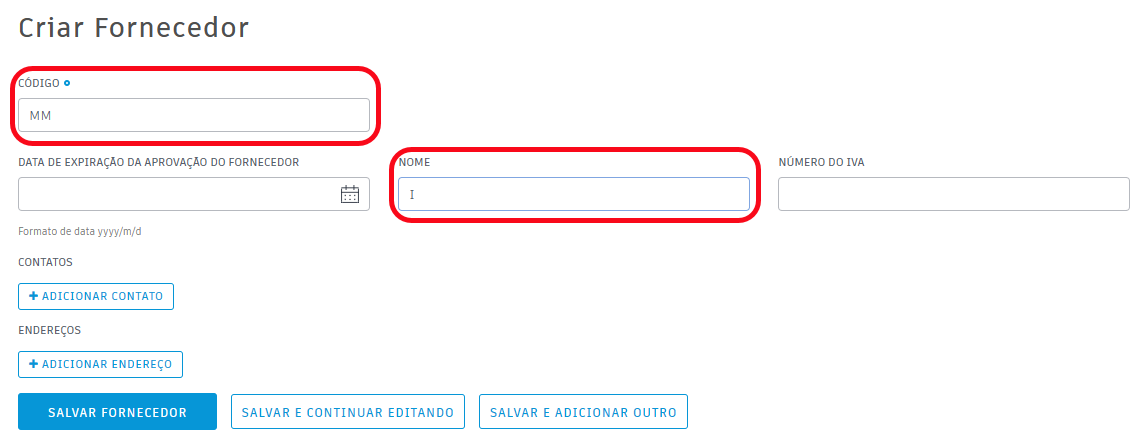 Criar Fornecedor
CÓDIGO
MM
DATA DE EXPIRAÇÃO DA APROVAÇÃO DO FORNECEDOR
NOME
NÚMERO DO IVA
I
Formato de data yyyy/m/d
CONTATOS
+ ADICIONAR CONTATO
ENDEREÇOS
+ ADICIONAR ENDEREÇO
SALVAR FORNECEDOR
SALVAR E CONTINUAR EDITANDO
SALVAR E ADICIONAR OUTRO